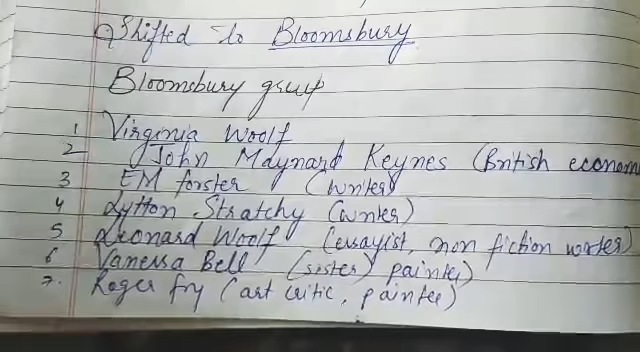 Shifted to Bloomsbury
Bloomsbury group
1 Virginia Woolf
2 John Maynard Keynes (British econom
3 EM forster (writer)
4 Lytton Stratchy (writer)
5 Leonard Woolf (essayist, non fiction writer)
6 Vanessa Bell (sister) painter)
7. Roger fry (art critic, painter)